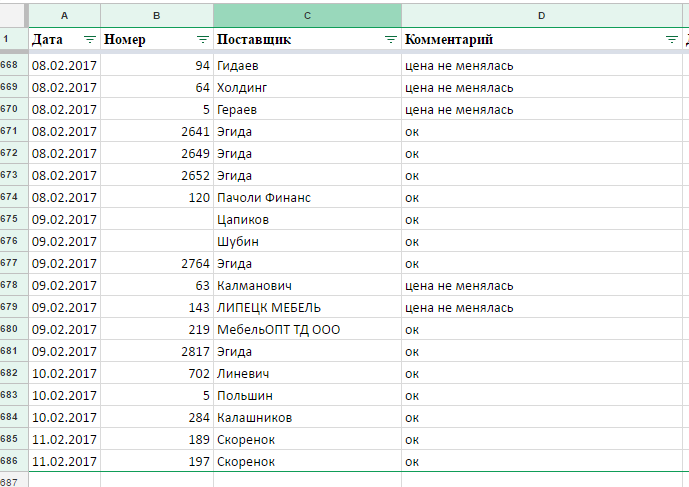 A B C D
1 Дата Номер Поставщик Комментарий
668 08.02.2017 94 Гидаев цена не менялась
669 08.02.2017 64 Холдинг цена не менялась
670 08.02.2017 5 Гераев цена не менялась
671 08.02.2017 2641 Эгида ок
672 08.02.2017 2649 Эгида ок
673 08.02.2017 2652 Эгида ок
674 08.02.2017 120 Пачоли Финанс ок
675 09.02.2017 Цапиков ок
676 09.02.2017 Шубин ок
677 09.02.2017 2764 Эгида ок
678 09.02.2017 63 Калманович цена не менялась
679 09.02.2017 143 ЛИПЕЦК МЕБЕЛЬ цена не менялась
680 09.02.2017 219 МебельОПТ ТД ООО ок
681 09.02.2017 2817 Эгида ок
682 10.02.2017 702 Линевич ок
683 10.02.2017 5 Польшин ок
684 10.02.2017 284 Калашников ок
685 11.02.2017 189 Скоренок ок
686 11.02.2017 197 Скоренок ок
687